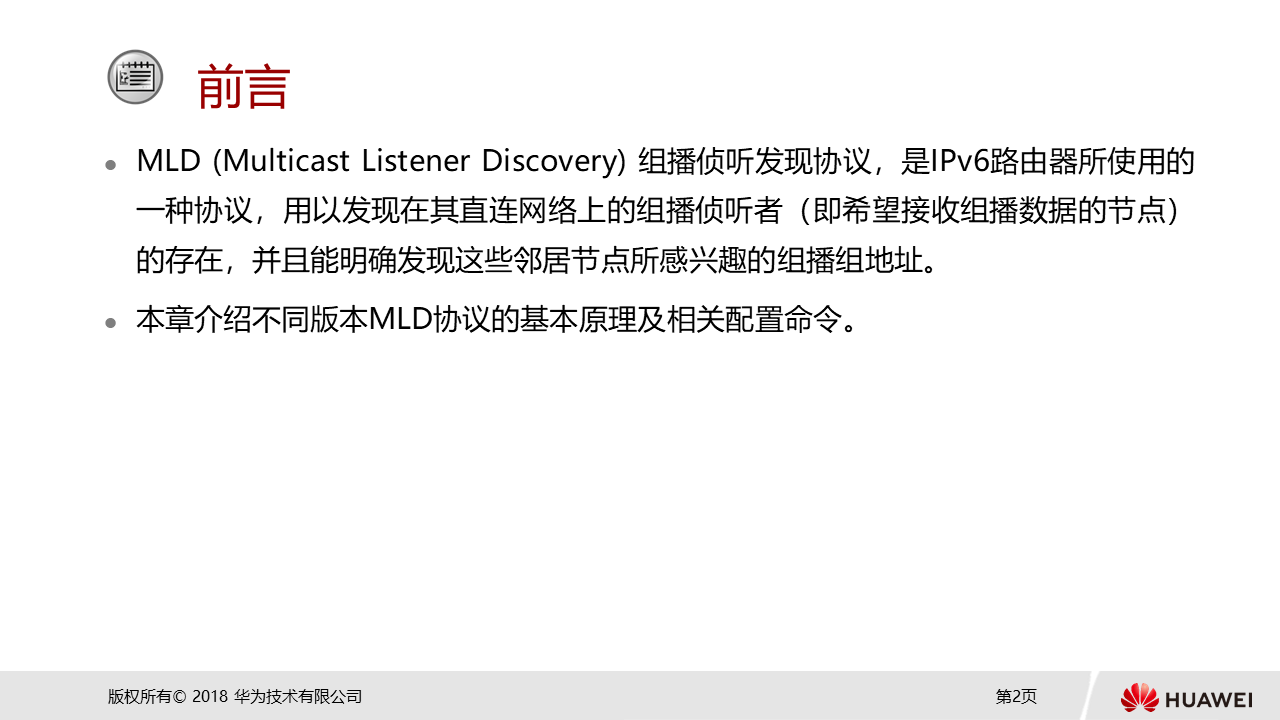 前言
MLD (Multicast Listener Discovery) 组播侦听发现协议，是IPv6路由器所使用的
一种协议，用以发现在其直连网络上的组播侦听者（即希望接收组播数据的节点）
的存在，并且能明确发现这些邻居节点所感兴趣的组播组地址。
本章介绍不同版本MLD协议的基本原理及相关配置命令。
版权所有© 2018 华为技术有限公司
第2页
HUAWEI